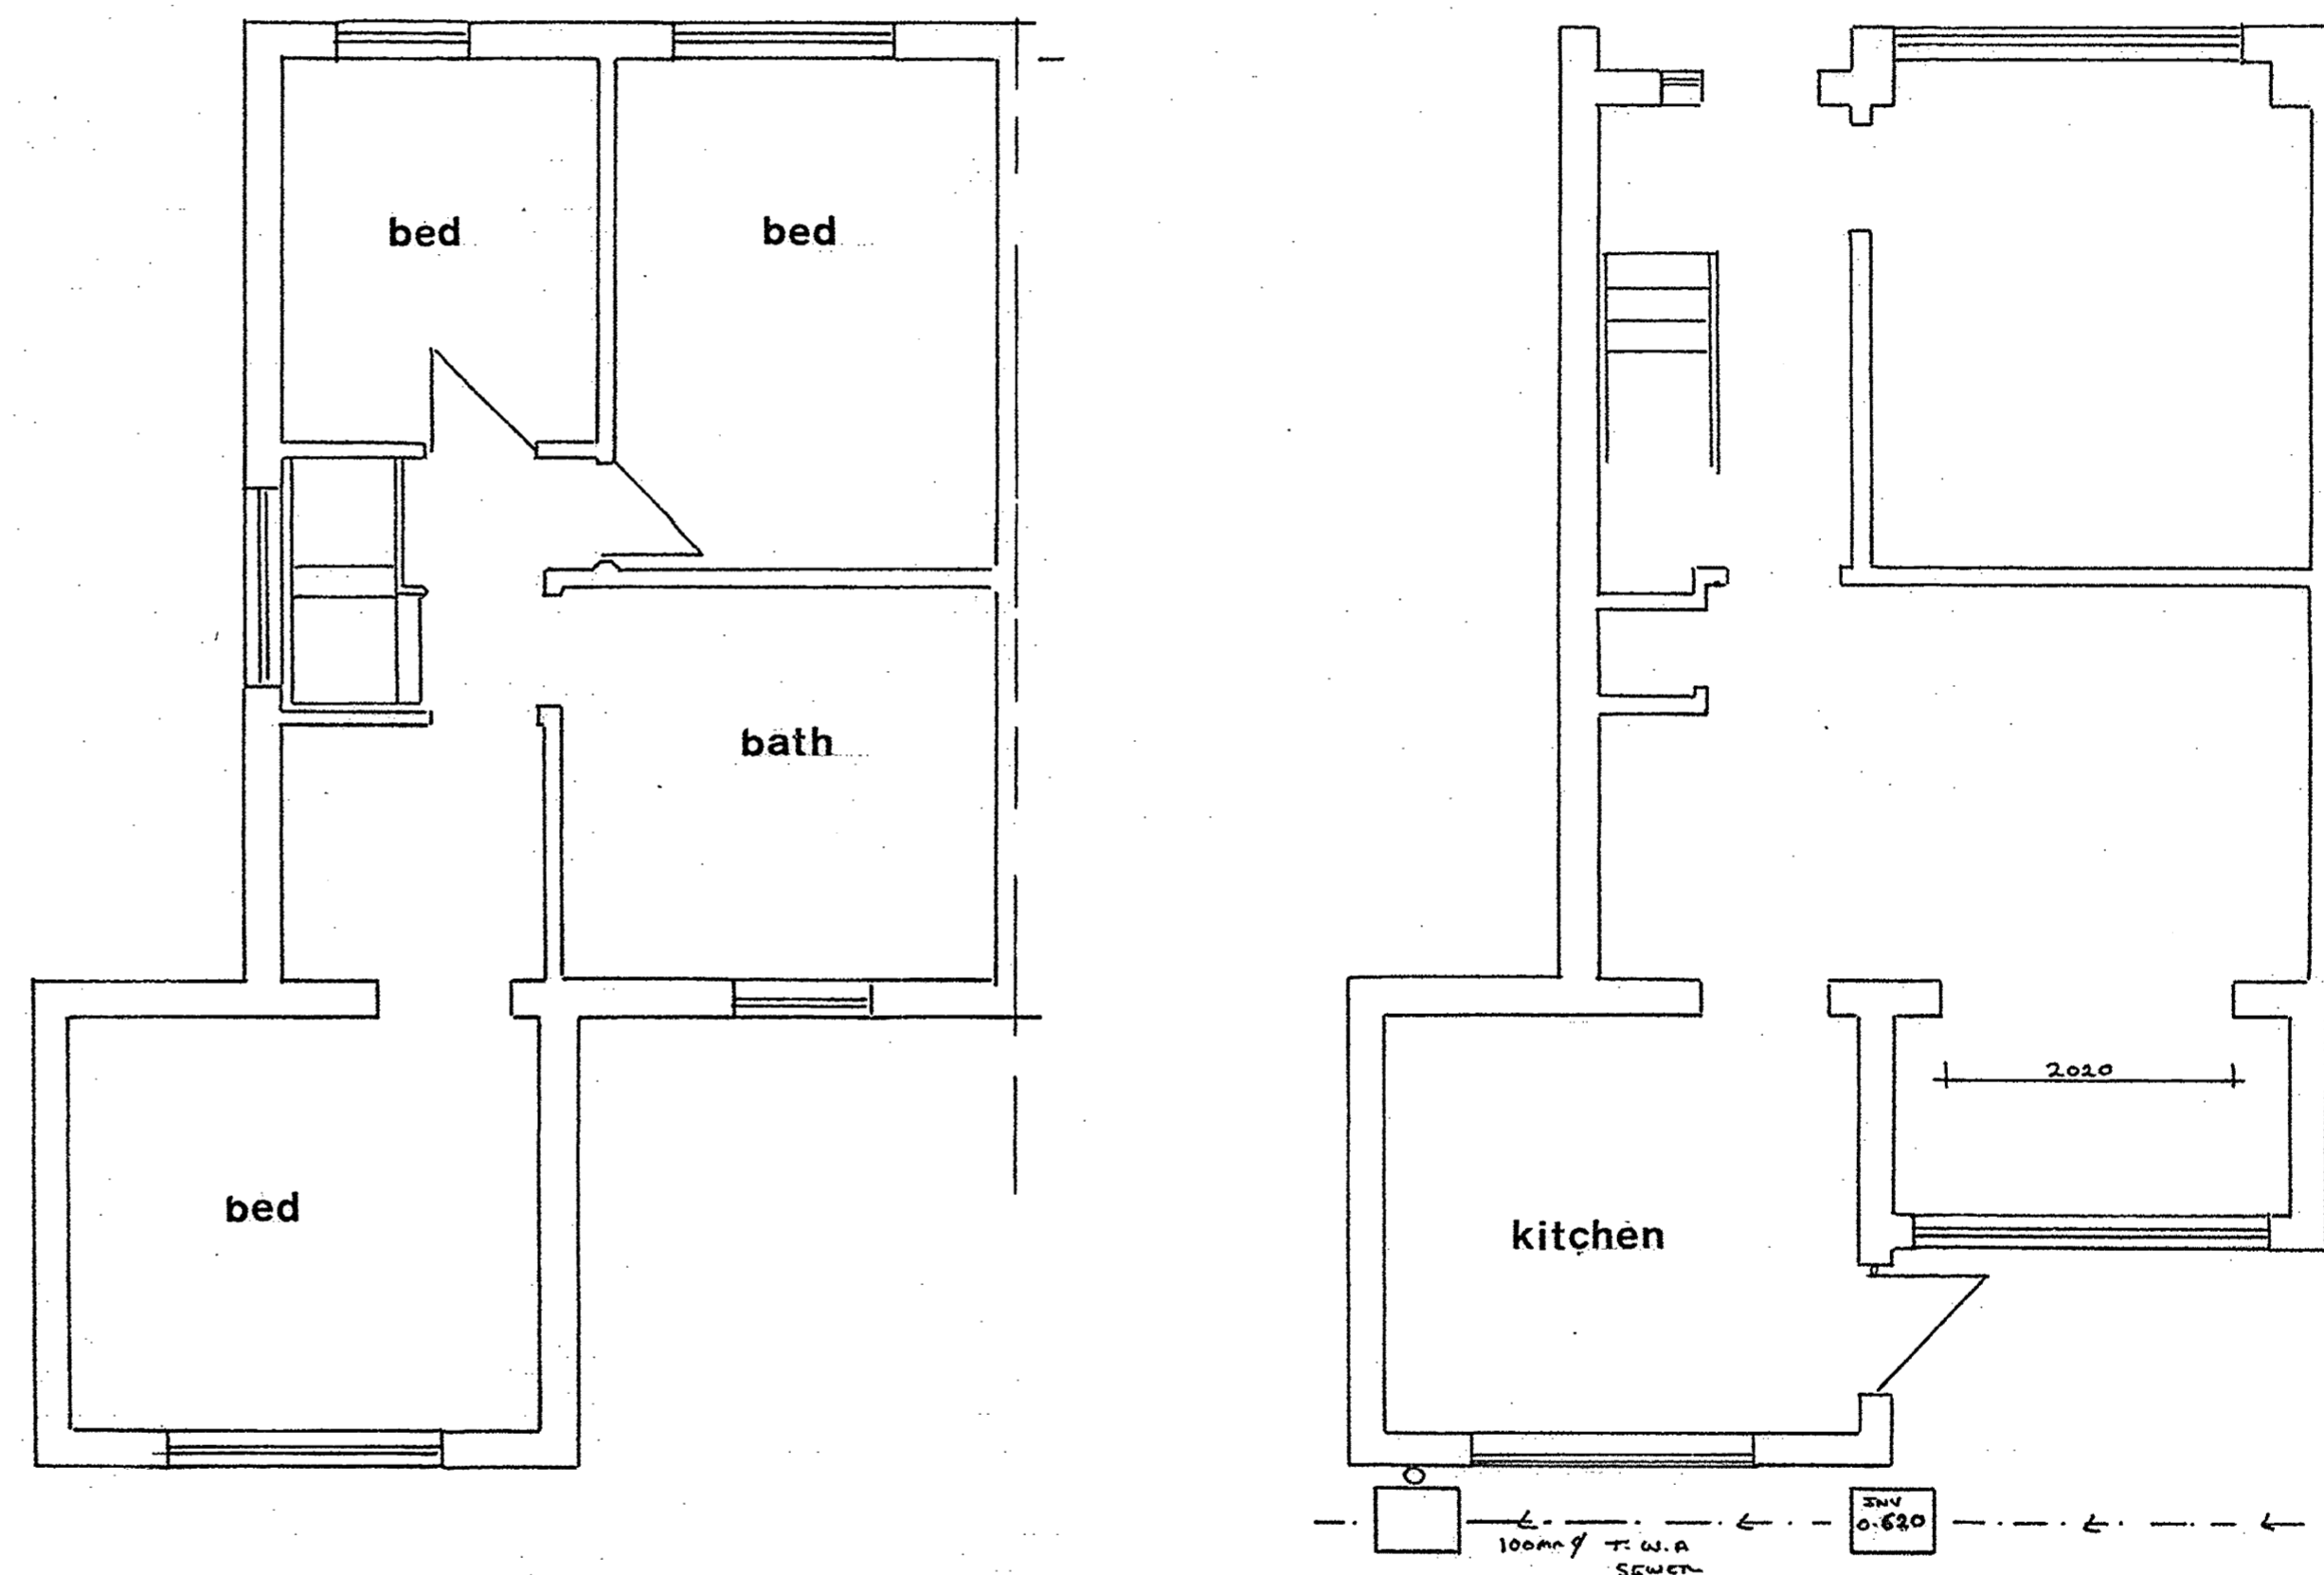 bed
bed
bath
bed
2020
kitchen
INV
0.620
100mm ∅ T.W.A
SEWER